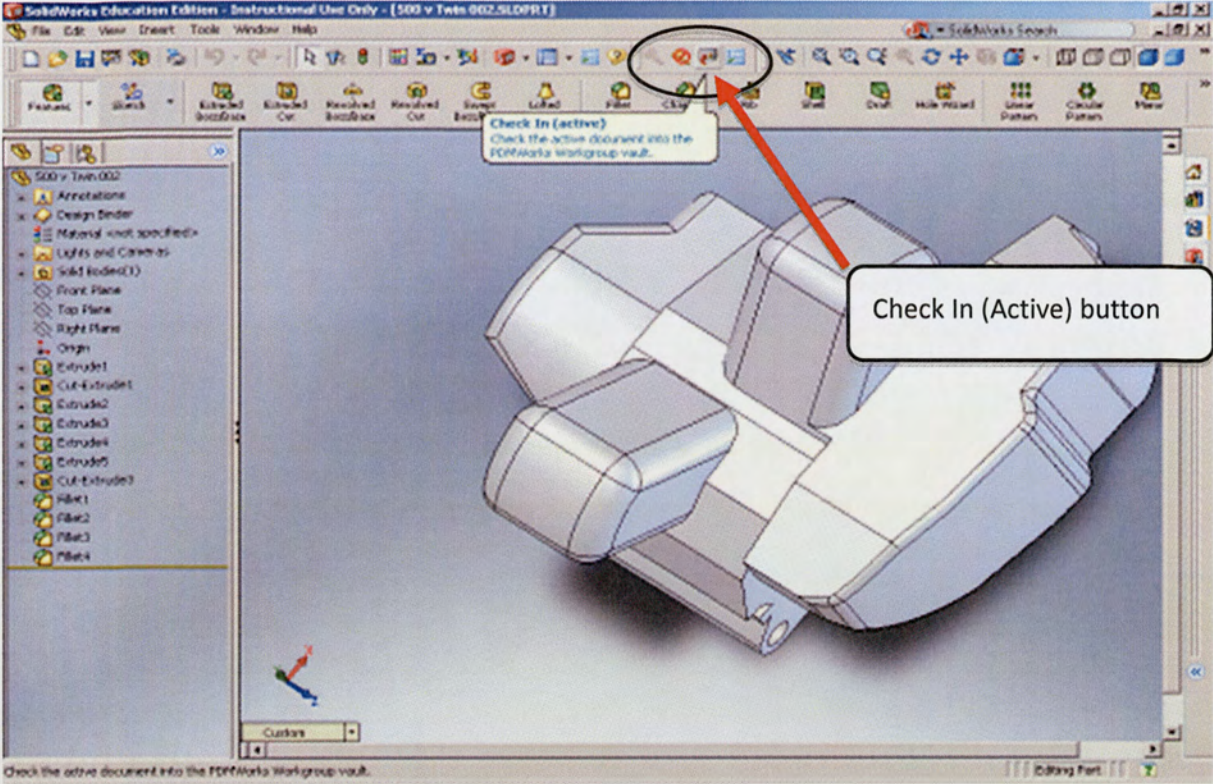 SolidWorks Education Edition - Instructional Use Only - [500 v Twin 002.SLDPRT]
File Edit View Insert Tools Window Help
SolidWorks Search
Features
Sketch
Extruded Boss/Base
Extruded Cut
Revolved Boss/Base
Revolved Cut
Swept
Lofted
Fillet
Rib
Shell
Draft
Hole Wizard
Linear Pattern
Circular Pattern
Planar
Check In (active)
Check the active document into the
PDMWorks Workgroup vault.
500 v Twin 002
Annotations
Design Binder
Material <not specified>
Lights and Cameras
Solid Bodies(1)
Front Plane
Top Plane
Right Plane
Origin
Extrude1
Cut-Extrude1
Extrude2
Extrude3
Extrude4
Extrude5
Cut-Extrude3
Fillet1
Fillet2
Fillet3
Fillet4
Check In (Active) button
Custom
Check the active document into the PDMWorks Workgroup vault.
Editing Part